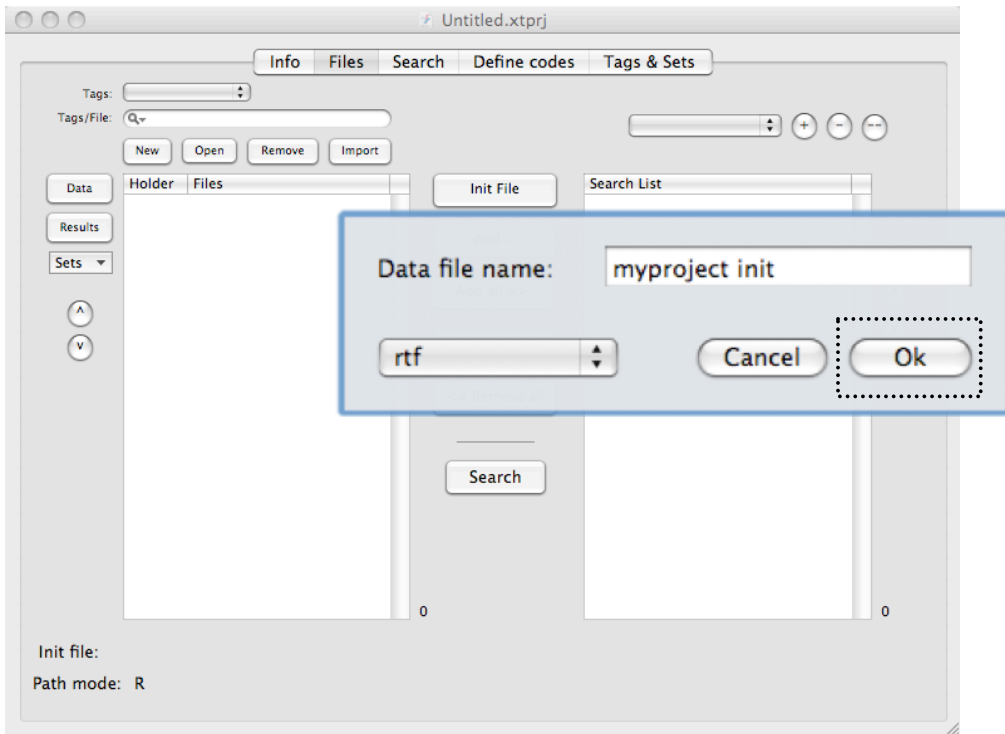 Untitled.xtprj
Info Files Search Define codes Tags & Sets
Tags:
Tags/File:
New Open Remove Import
Data
Results
Sets
^
v
Holder Files
Init File
+ - --
Search List
Data file name: myproject init
rtf Cancel Ok
Search
0
0
Init file:
Path mode: R